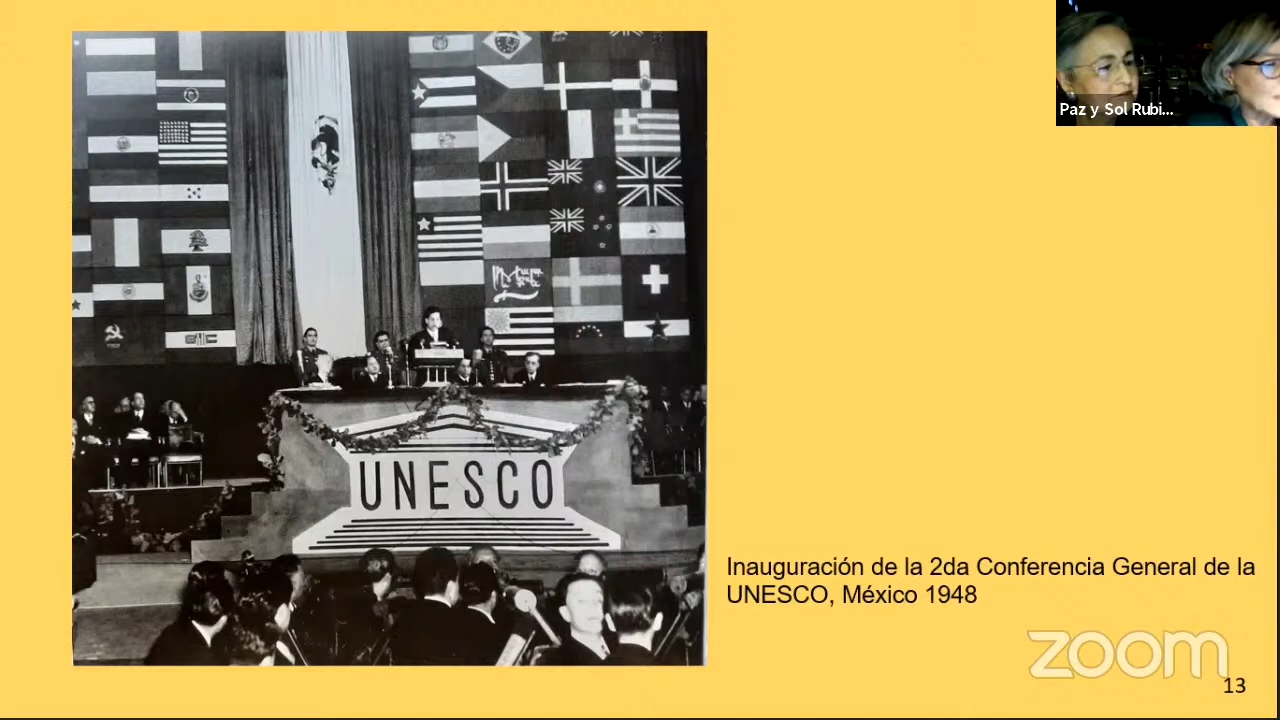 Paz y Sol Rubi...
UNESCO
Inauguración de la 2da Conferencia General de la
UNESCO, México 1948
zoom
13